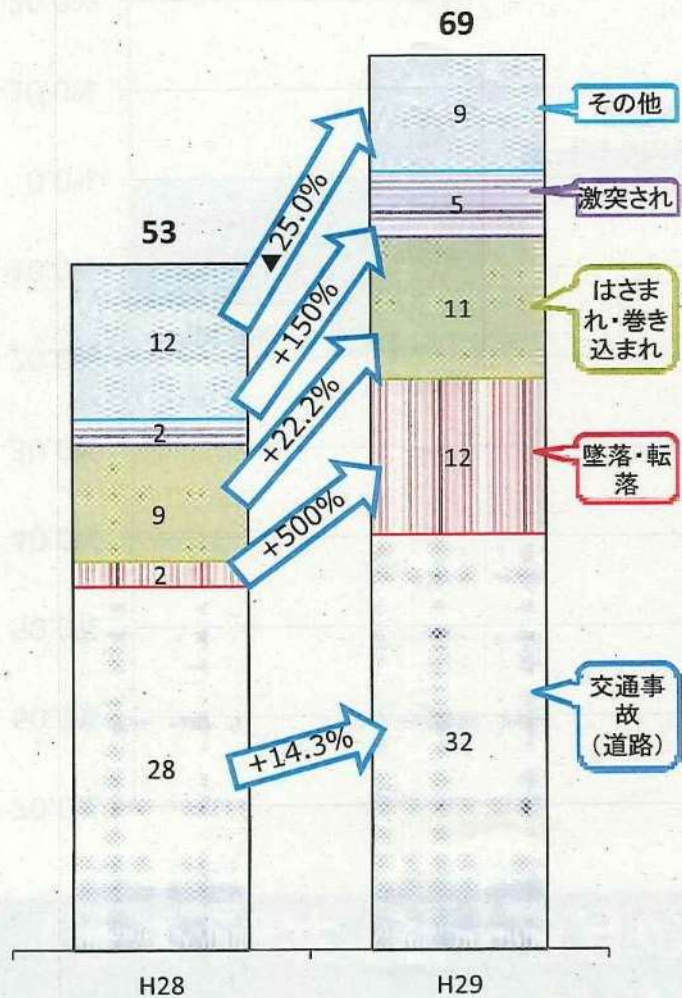 69
9
その他
5
激突され
53
▲25.0%
12
+150%
11
はさま
れ・巻き
込まれ
2
+22.2%
12
墜落・転
落
9
+500%
2
28
+14.3%
32
交通事
故
(道路)
H28
H29